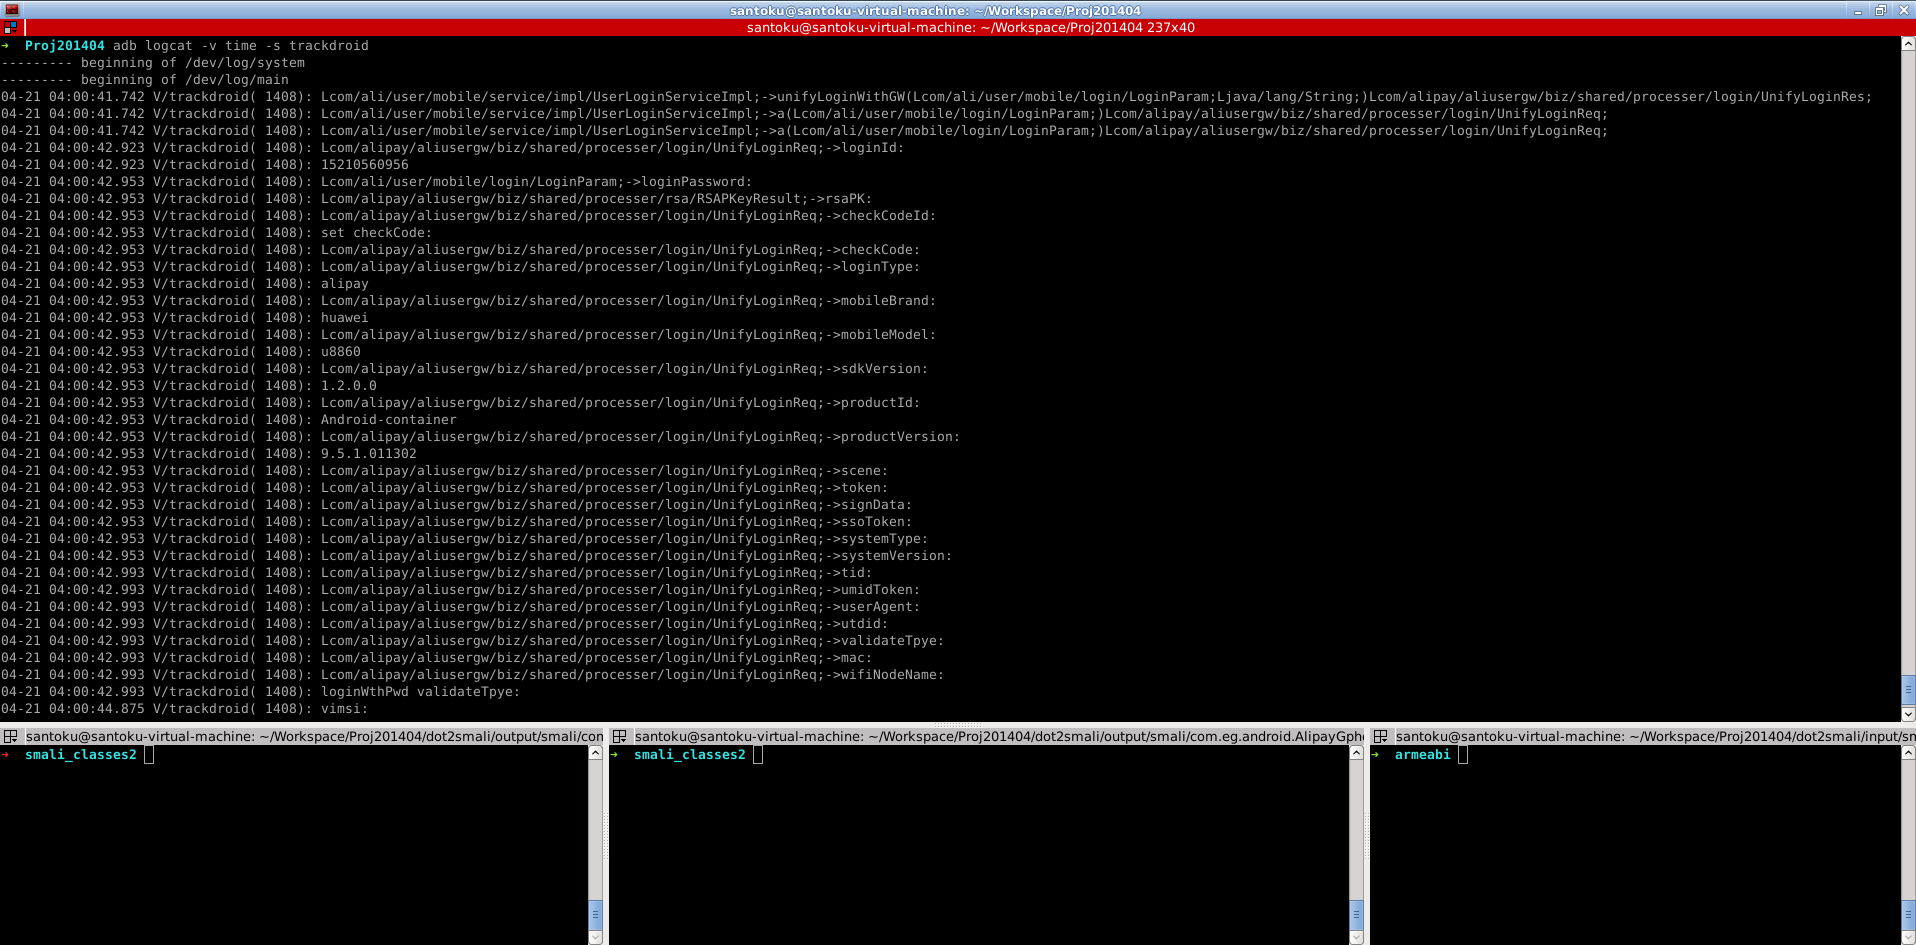 santoku@santoku-virtual-machine: ~/Workspace/Proj201404
santoku@santoku-virtual-machine: ~/Workspace/Proj201404 237x40
➜ Proj201404 adb logcat -v time -s trackdroid
--------- beginning of /dev/log/system
--------- beginning of /dev/log/main
04-21 04:00:41.742 V/trackdroid( 1408): Lcom/ali/user/mobile/service/impl/UserLoginServiceImpl;->unifyLoginWithGW(Lcom/ali/user/mobile/login/LoginParam;Ljava/lang/String;)Lcom/alipay/aliusergw/biz/shared/processer/login/UnifyLoginRes;
04-21 04:00:41.742 V/trackdroid( 1408): Lcom/ali/user/mobile/service/impl/UserLoginServiceImpl;->a(Lcom/ali/user/mobile/login/LoginParam;)Lcom/alipay/aliusergw/biz/shared/processer/login/UnifyLoginReq;
04-21 04:00:41.742 V/trackdroid( 1408): Lcom/ali/user/mobile/service/impl/UserLoginServiceImpl;->a(Lcom/ali/user/mobile/login/LoginParam;)Lcom/alipay/aliusergw/biz/shared/processer/login/UnifyLoginReq;
04-21 04:00:42.923 V/trackdroid( 1408): Lcom/alipay/aliusergw/biz/shared/processer/login/UnifyLoginReq;->loginId:
04-21 04:00:42.923 V/trackdroid( 1408): 15210560956
04-21 04:00:42.953 V/trackdroid( 1408): Lcom/ali/user/mobile/login/LoginParam;->loginPassword:
04-21 04:00:42.953 V/trackdroid( 1408): Lcom/alipay/aliusergw/biz/shared/processer/rsa/RSAPKeyResult;->rsaPK:
04-21 04:00:42.953 V/trackdroid( 1408): Lcom/alipay/aliusergw/biz/shared/processer/login/UnifyLoginReq;->checkCodeId:
04-21 04:00:42.953 V/trackdroid( 1408): set checkCode:
04-21 04:00:42.953 V/trackdroid( 1408): Lcom/alipay/aliusergw/biz/shared/processer/login/UnifyLoginReq;->checkCode:
04-21 04:00:42.953 V/trackdroid( 1408): Lcom/alipay/aliusergw/biz/shared/processer/login/UnifyLoginReq;->loginType:
04-21 04:00:42.953 V/trackdroid( 1408): alipay
04-21 04:00:42.953 V/trackdroid( 1408): Lcom/alipay/aliusergw/biz/shared/processer/login/UnifyLoginReq;->mobileBrand:
04-21 04:00:42.953 V/trackdroid( 1408): huawei
04-21 04:00:42.953 V/trackdroid( 1408): Lcom/alipay/aliusergw/biz/shared/processer/login/UnifyLoginReq;->mobileModel:
04-21 04:00:42.953 V/trackdroid( 1408): u8860
04-21 04:00:42.953 V/trackdroid( 1408): Lcom/alipay/aliusergw/biz/shared/processer/login/UnifyLoginReq;->sdkVersion:
04-21 04:00:42.953 V/trackdroid( 1408): 1.2.0.0
04-21 04:00:42.953 V/trackdroid( 1408): Lcom/alipay/aliusergw/biz/shared/processer/login/UnifyLoginReq;->productId:
04-21 04:00:42.953 V/trackdroid( 1408): Android-container
04-21 04:00:42.953 V/trackdroid( 1408): Lcom/alipay/aliusergw/biz/shared/processer/login/UnifyLoginReq;->productVersion:
04-21 04:00:42.953 V/trackdroid( 1408): 9.5.1.011302
04-21 04:00:42.953 V/trackdroid( 1408): Lcom/alipay/aliusergw/biz/shared/processer/login/UnifyLoginReq;->scene:
04-21 04:00:42.953 V/trackdroid( 1408): Lcom/alipay/aliusergw/biz/shared/processer/login/UnifyLoginReq;->token:
04-21 04:00:42.953 V/trackdroid( 1408): Lcom/alipay/aliusergw/biz/shared/processer/login/UnifyLoginReq;->signData:
04-21 04:00:42.953 V/trackdroid( 1408): Lcom/alipay/aliusergw/biz/shared/processer/login/UnifyLoginReq;->ssoToken:
04-21 04:00:42.953 V/trackdroid( 1408): Lcom/alipay/aliusergw/biz/shared/processer/login/UnifyLoginReq;->systemType:
04-21 04:00:42.953 V/trackdroid( 1408): Lcom/alipay/aliusergw/biz/shared/processer/login/UnifyLoginReq;->systemVersion:
04-21 04:00:42.993 V/trackdroid( 1408): Lcom/alipay/aliusergw/biz/shared/processer/login/UnifyLoginReq;->tid:
04-21 04:00:42.993 V/trackdroid( 1408): Lcom/alipay/aliusergw/biz/shared/processer/login/UnifyLoginReq;->umidToken:
04-21 04:00:42.993 V/trackdroid( 1408): Lcom/alipay/aliusergw/biz/shared/processer/login/UnifyLoginReq;->userAgent:
04-21 04:00:42.993 V/trackdroid( 1408): Lcom/alipay/aliusergw/biz/shared/processer/login/UnifyLoginReq;->utdid:
04-21 04:00:42.993 V/trackdroid( 1408): Lcom/alipay/aliusergw/biz/shared/processer/login/UnifyLoginReq;->validateTpye:
04-21 04:00:42.993 V/trackdroid( 1408): Lcom/alipay/aliusergw/biz/shared/processer/login/UnifyLoginReq;->mac:
04-21 04:00:42.993 V/trackdroid( 1408): Lcom/alipay/aliusergw/biz/shared/processer/login/UnifyLoginReq;->wifiNodeName:
04-21 04:00:42.993 V/trackdroid( 1408): loginWthPwd validateTpye:
04-21 04:00:44.875 V/trackdroid( 1408): vimsi:
santoku@santoku-virtual-machine: ~/Workspace/Proj201404/dot2smali/output/smali/con
➜ smali_classes2
santoku@santoku-virtual-machine: ~/Workspace/Proj201404/dot2smali/output/smali/com.eg.android.AlipayGph
➜ smali_classes2
santoku@santoku-virtual-machine: ~/Workspace/Proj201404/dot2smali/input/sn
➜ armeabi